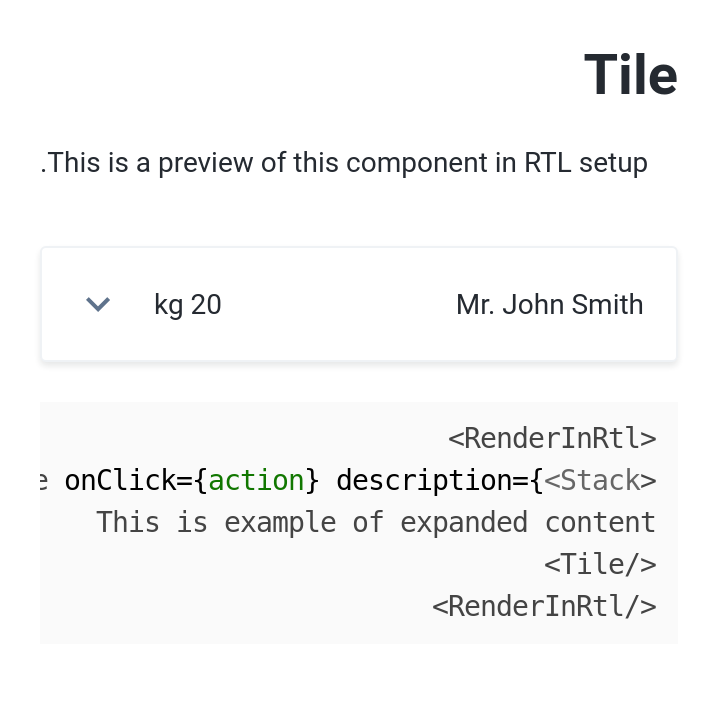 Tile
.This is a preview of this component in RTL setup
kg 20 Mr. John Smith
<RenderInRtl>
e onClick={action} description={<Stack>
This is example of expanded content
<Tile/>
<RenderInRtl/>